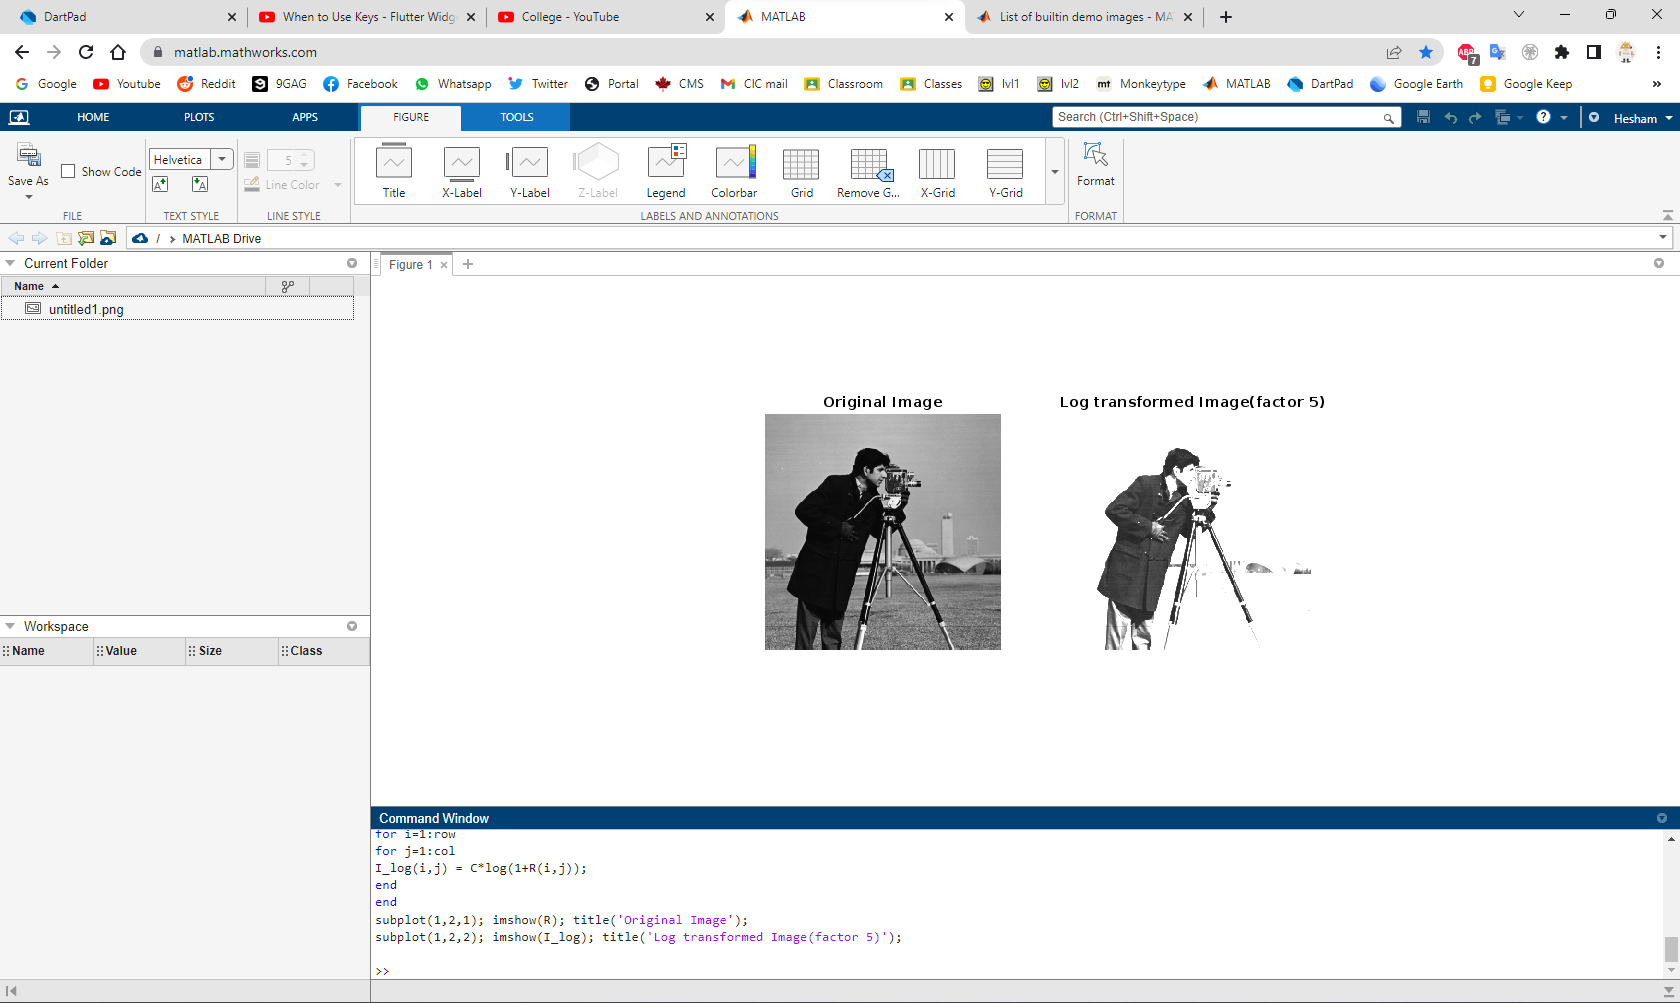 DartPad
When to Use Keys - Flutter Widg
College - YouTube
MATLAB
List of builtin demo images - MA
matlab.mathworks.com
ABP
7
Google
Youtube
Reddit
9GAG
Facebook
Whatsapp
Twitter
Portal
CMS
CIC mail
Classroom
Classes
lvl1
lvl2
mt Monkeytype
MATLAB
DartPad
Google Earth
Google Keep
»
HOME
PLOTS
APPS
FIGURE
TOOLS
Search (Ctrl+Shift+Space)
Hesham
Save As
Show Code
FILE
Helvetica
A
A
TEXT STYLE
5
Line Color
LINE STYLE
Title
X-Label
Y-Label
Z-Label
Legend
Colorbar
Grid
Remove G...
X-Grid
Y-Grid
LABELS AND ANNOTATIONS
Format
FORMAT
/ > MATLAB Drive
Current Folder
Name
untitled1.png
Workspace
Name
Value
Size
Class
Figure 1
Original Image
Log transformed Image(factor 5)
Command Window
for i=1:row
for j=1:col
I_log(i,j) = C*log(1+R(i,j));
end
end
subplot(1,2,1); imshow(R); title('Original Image');
subplot(1,2,2); imshow(I_log); title('Log transformed Image(factor 5)');
>>